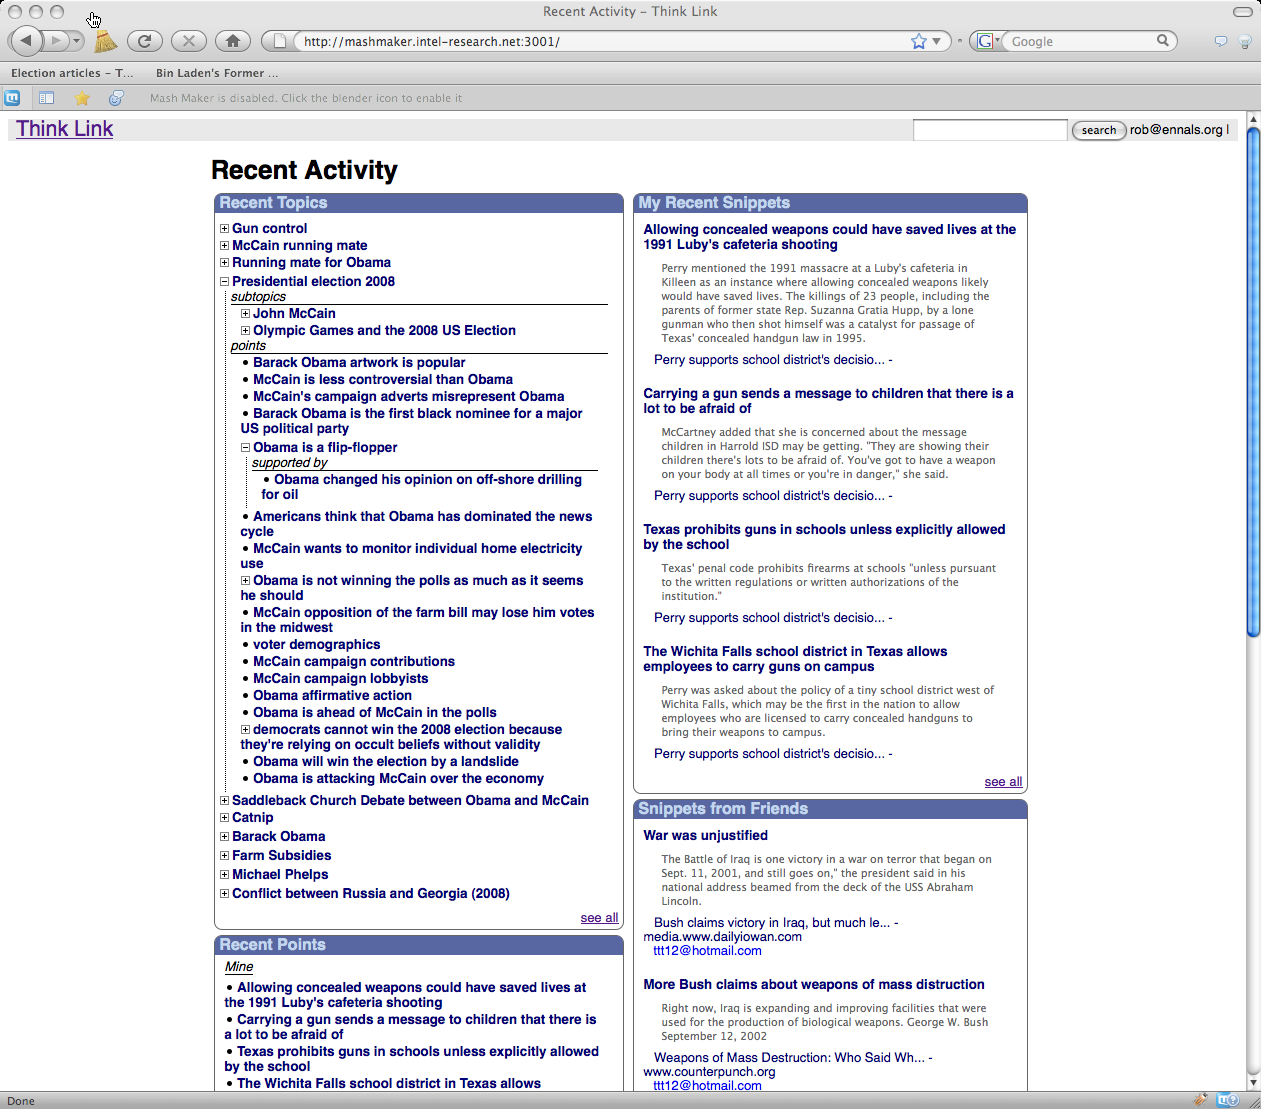 Recent Activity – Think Link
http://mashmaker.intel-research.net:3001/
Google
Election articles – T...
Bin Laden's Former ...
Mash Maker is disabled. Click the blender icon to enable it
Think Link
search
rob@ennals.org |
Recent Activity
Recent Topics
Gun control
McCain running mate
Running mate for Obama
Presidential election 2008
subtopics
John McCain
Olympic Games and the 2008 US Election
points
• Barack Obama artwork is popular
• McCain is less controversial than Obama
• McCain's campaign adverts misrepresent Obama
• Barack Obama is the first black nominee for a major
US political party
Obama is a flip-flopper
supported by
• Obama changed his opinion on off-shore drilling
for oil
• Americans think that Obama has dominated the news
cycle
• McCain wants to monitor individual home electricity
use
Obama is not winning the polls as much as it seems
he should
• McCain opposition of the farm bill may lose him votes
in the midwest
• voter demographics
• McCain campaign contributions
• McCain campaign lobbyists
• Obama affirmative action
• Obama is ahead of McCain in the polls
democrats cannot win the 2008 election because
they're relying on occult beliefs without validity
• Obama will win the election by a landslide
• Obama is attacking McCain over the economy
Saddleback Church Debate between Obama and McCain
Catnip
Barack Obama
Farm Subsidies
Michael Phelps
Conflict between Russia and Georgia (2008)
see all
Recent Points
Mine
• Allowing concealed weapons could have saved lives at
the 1991 Luby's cafeteria shooting
• Carrying a gun sends a message to children that there is
a lot to be afraid of
• Texas prohibits guns in schools unless explicitly allowed
by the school
• The Wichita Falls school district in Texas allows
My Recent Snippets
Allowing concealed weapons could have saved lives at the
1991 Luby's cafeteria shooting
Perry mentioned the 1991 massacre at a Luby's cafeteria in
Killeen as an instance where allowing concealed weapons likely
would have saved lives. The killings of 23 people, including the
parents of former state Rep. Suzanna Gratia Hupp, by a lone
gunman who then shot himself was a catalyst for passage of
Texas' concealed handgun law in 1995.
Perry supports school district's decisio... -
Carrying a gun sends a message to children that there is a
lot to be afraid of
McCartney added that she is concerned about the message
children in Harrold ISD may be getting. "They are showing their
children there's lots to be afraid of. You've got to have a weapon
on your body at all times or you're in danger," she said.
Perry supports school district's decisio... -
Texas prohibits guns in schools unless explicitly allowed
by the school
Texas' penal code prohibits firearms at schools "unless pursuant
to the written regulations or written authorizations of the
institution."
Perry supports school district's decisio... -
The Wichita Falls school district in Texas allows
employees to carry guns on campus
Perry was asked about the policy of a tiny school district west of
Wichita Falls, which may be the first in the nation to allow
employees who are licensed to carry concealed handguns to
bring their weapons to campus.
Perry supports school district's decisio... -
see all
Snippets from Friends
War was unjustified
The Battle of Iraq is one victory in a war on terror that began on
Sept. 11, 2001, and still goes on," the president said in his
national address beamed from the deck of the USS Abraham
Lincoln.
Bush claims victory in Iraq, but much le... -
media.www.dailyiowan.com
ttt12@hotmail.com
More Bush claims about weapons of mass distruction
Right now, Iraq is expanding and improving facilities that were
used for the production of biological weapons. George W. Bush
September 12, 2002
Weapons of Mass Destruction: Who Said Wh... -
www.counterpunch.org
ttt12@hotmail.com
Done